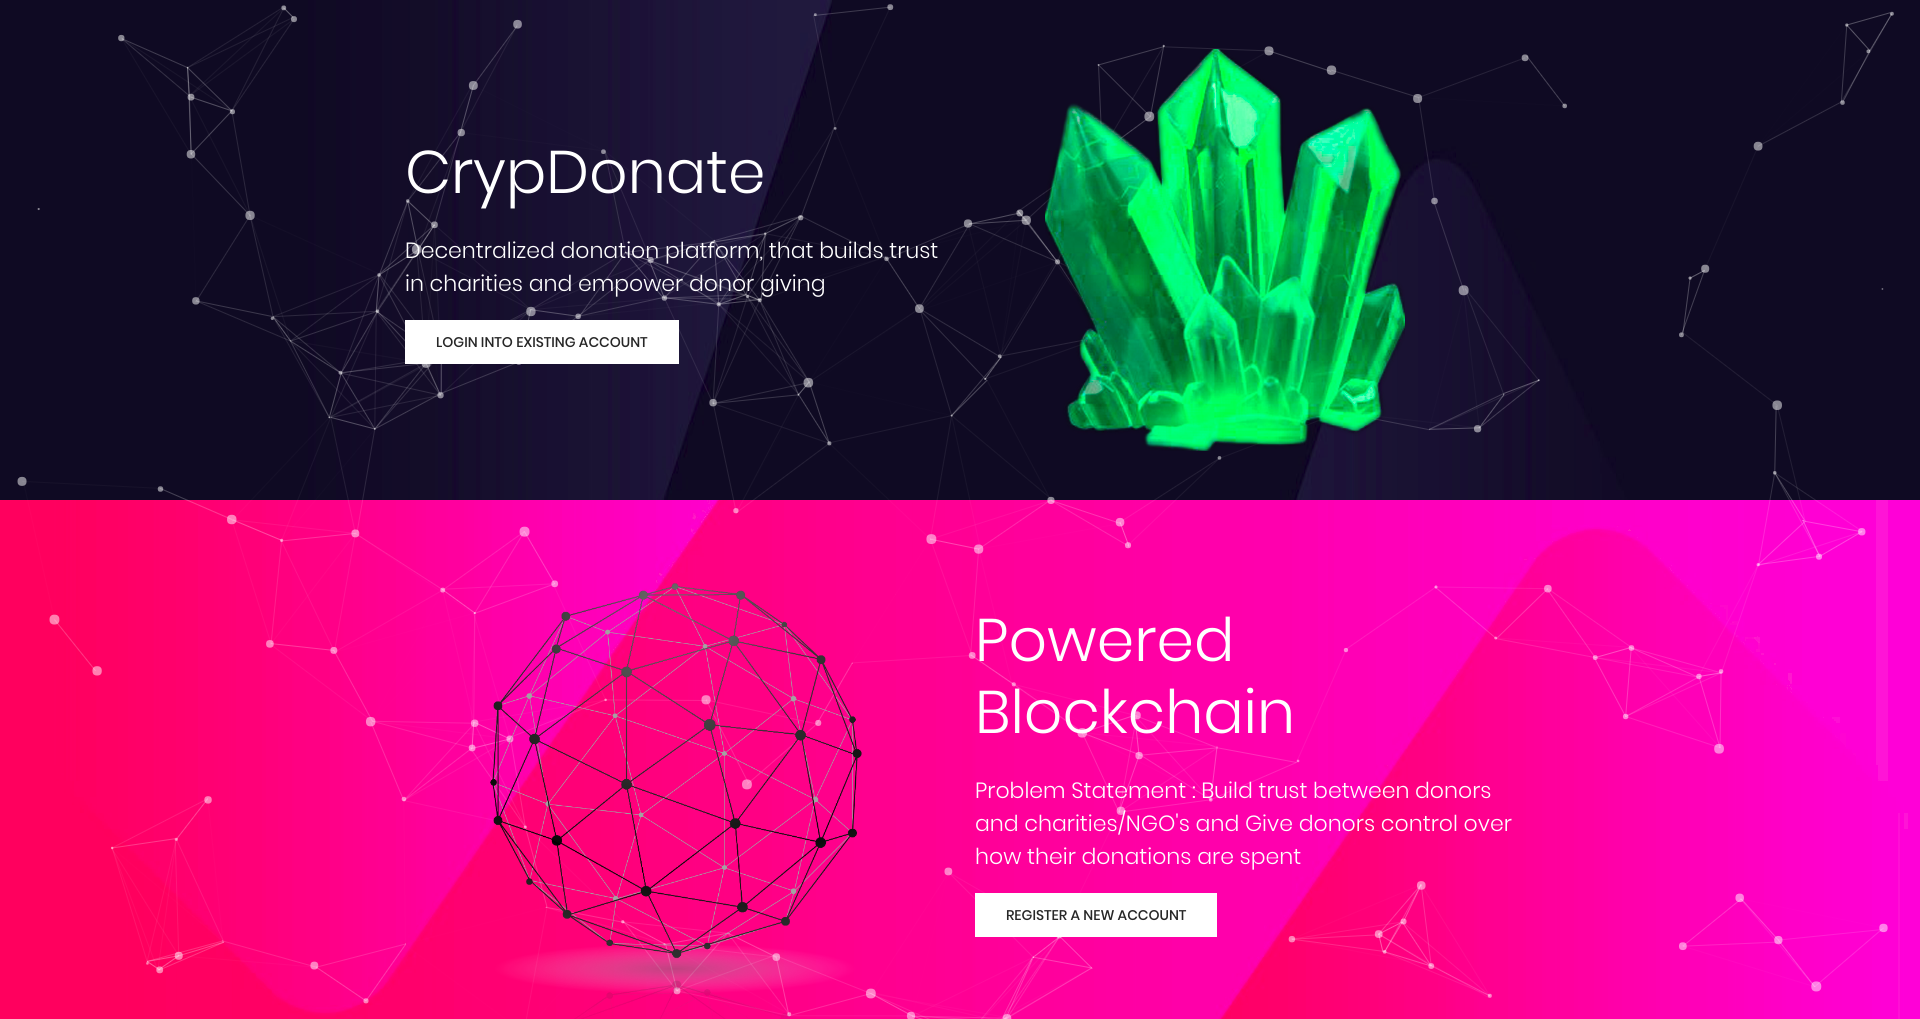 CrypDonate
Decentralized donation platform, that builds trust
in charities and empower donor giving
LOGIN INTO EXISTING ACCOUNT
Powered
Blockchain
Problem Statement : Build trust between donors
and charities/NGO's and Give donors control over
how their donations are spent
REGISTER A NEW ACCOUNT